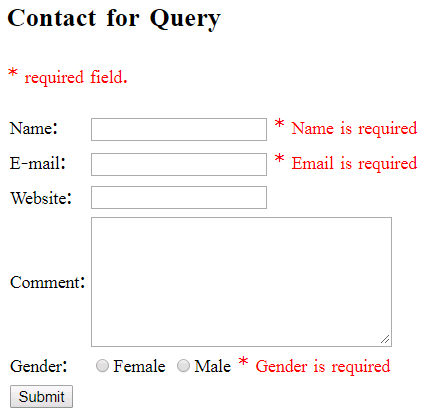 Contact for Query
* required field.
Name: * Name is required
E-mail: * Email is required
Website:
Comment:
Gender: Female Male * Gender is required
Submit